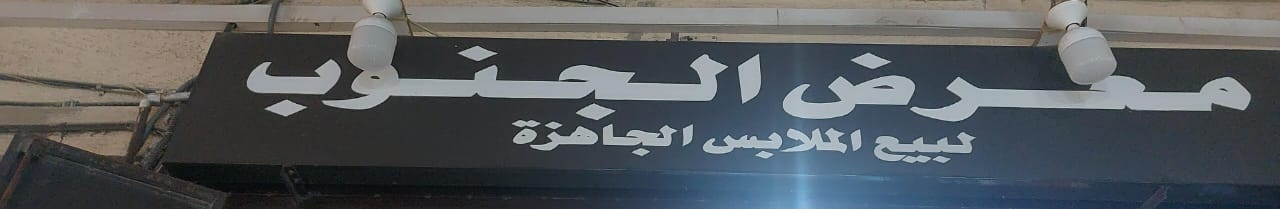 معرض الجنوب
لبيع الملابس الجاهزة